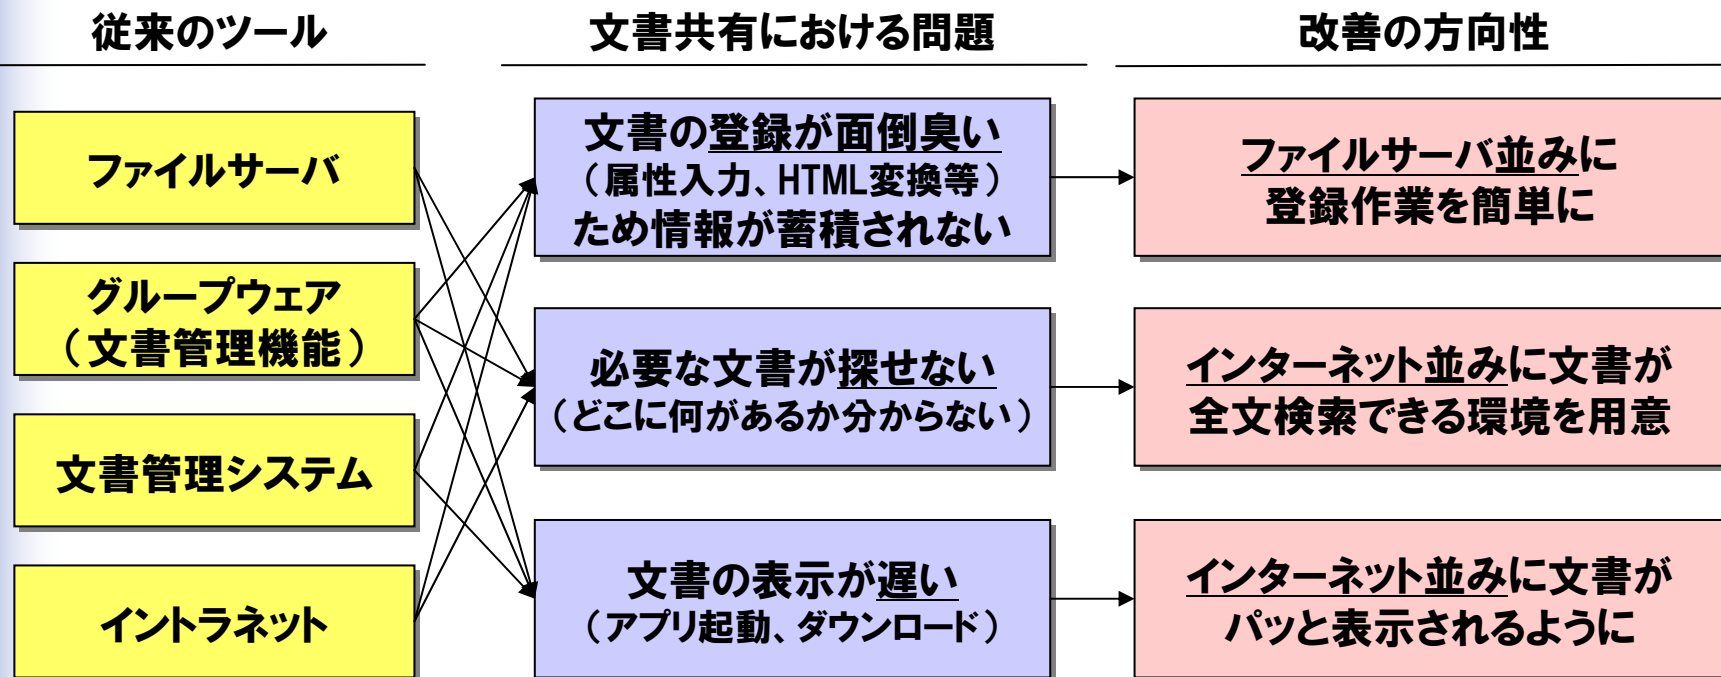 従来のツール
文書共有における問題
改善の方向性
ファイルサーバ
グループウェア
(文書管理機能)
文書管理システム
イントラネット
文書の登録が面倒臭い
(属性入力、HTML変換等)
ため情報が蓄積されない
必要な文書が探せない
(どこに何があるか分からない)
文書の表示が遅い
(アプリ起動、ダウンロード)
ファイルサーバ並みに
登録作業を簡単に
インターネット並みに文書が
全文検索できる環境を用意
インターネット並みに文書が
パッと表示されるように